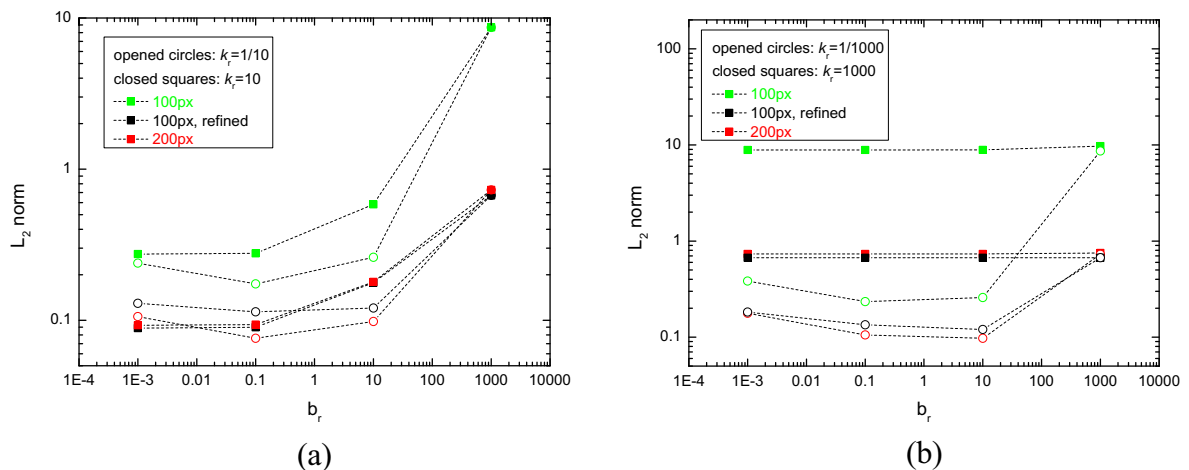 10
1
0.1
L2 norm
opened circles: kr=1/10
closed squares: kr=10
100px
100px, refined
200px
1E-4 1E-3 0.01 0.1 1 10 100 1000 10000
br
(a)
100
10
1
0.1
L2 norm
opened circles: kr=1/1000
closed squares: kr=1000
100px
100px, refined
200px
1E-4 1E-3 0.01 0.1 1 10 100 1000 10000
br
(b)